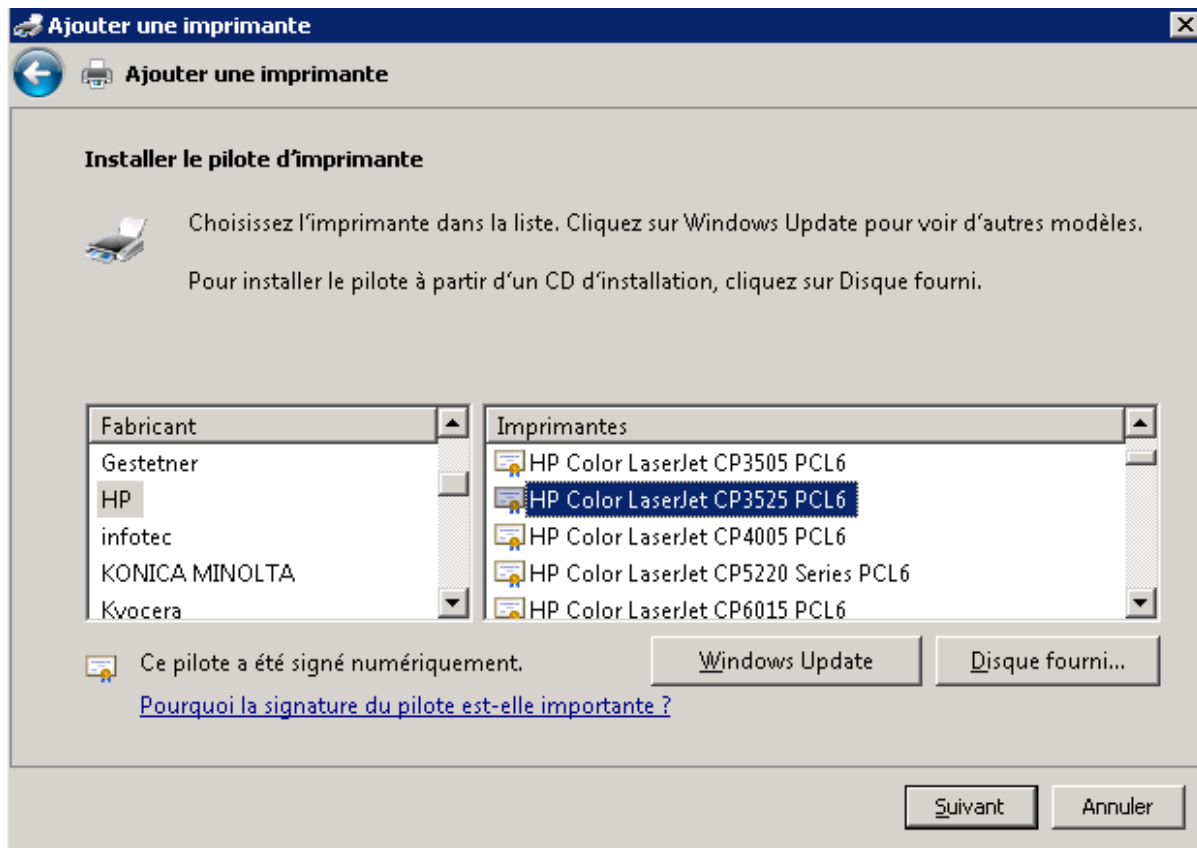 Ajouter une imprimante
Ajouter une imprimante
Installer le pilote d'imprimante
Choisissez l'imprimante dans la liste. Cliquez sur Windows Update pour voir d'autres modèles.
Pour installer le pilote à partir d'un CD d'installation, cliquez sur Disque fourni.
Fabricant
Gestetner
HP
infotec
KONICA MINOLTA
Kyocera
Imprimantes
HP Color LaserJet CP3505 PCL6
HP Color LaserJet CP3525 PCL6
HP Color LaserJet CP4005 PCL6
HP Color LaserJet CP5220 Series PCL6
HP Color LaserJet CP6015 PCL6
Ce pilote a été signé numériquement.
Windows Update
Disque fourni...
Pourquoi la signature du pilote est-elle importante ?
Suivant
Annuler